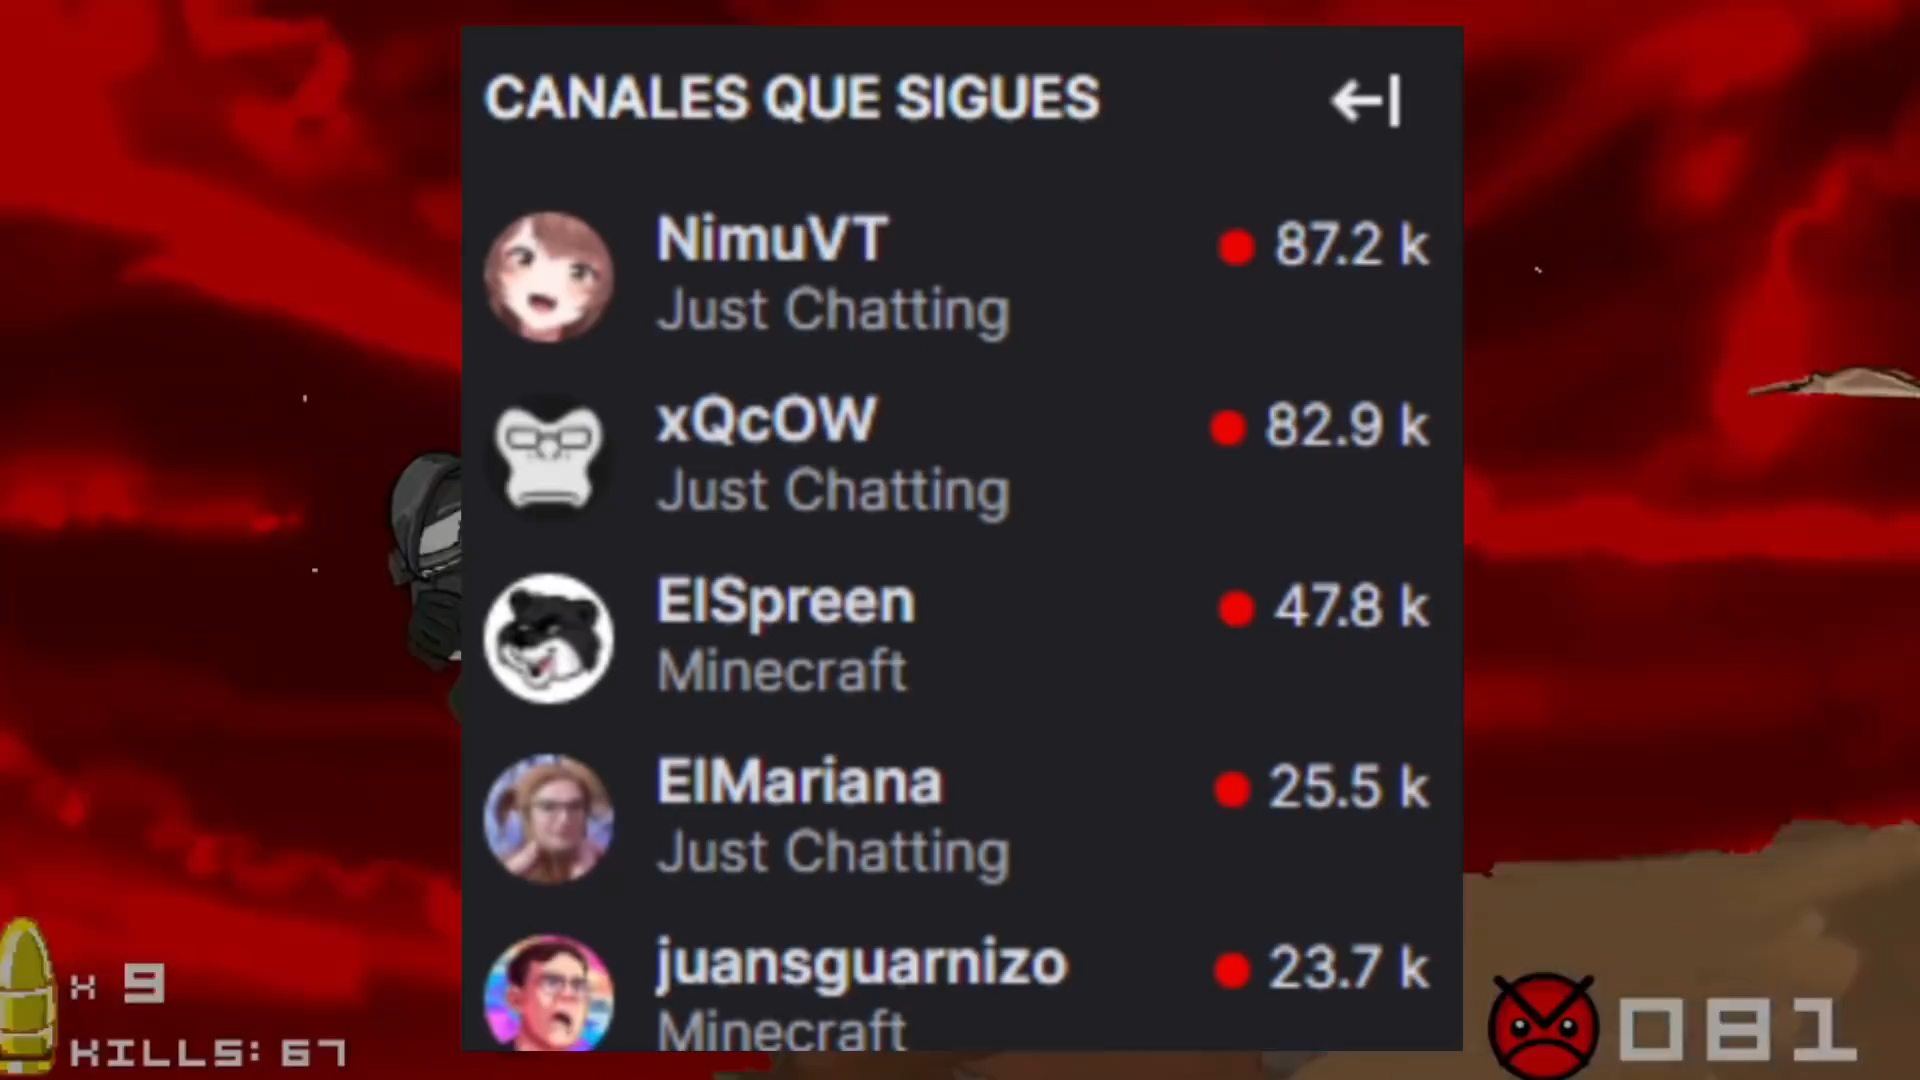 CANALES QUE SIGUES
NimuVT
87.2 k
Just Chatting
xQcOW
82.9 k
Just Chatting
ElSpreen
47.8 k
Minecraft
ElMariana
25.5 k
Just Chatting
juansguarnizo
23.7 k
Minecraft
x 9
KILLS: 67
081